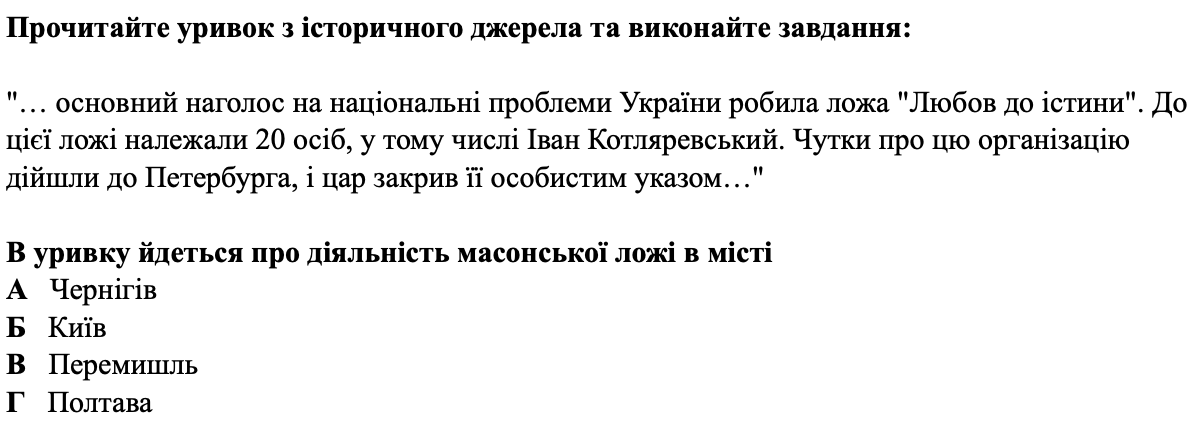 Прочитайте уривок з історичного джерела та виконайте завдання:
"… основний наголос на національні проблеми України робила ложа "Любов до істини". До
цієї ложі належали 20 осіб, у тому числі Іван Котляревський. Чутки про цю організацію
дійшли до Петербурга, і цар закрив її особистим указом…"
В уривку йдеться про діяльність масонської ложі в місті
А Чернігів
Б Київ
В Перемишль
Г Полтава